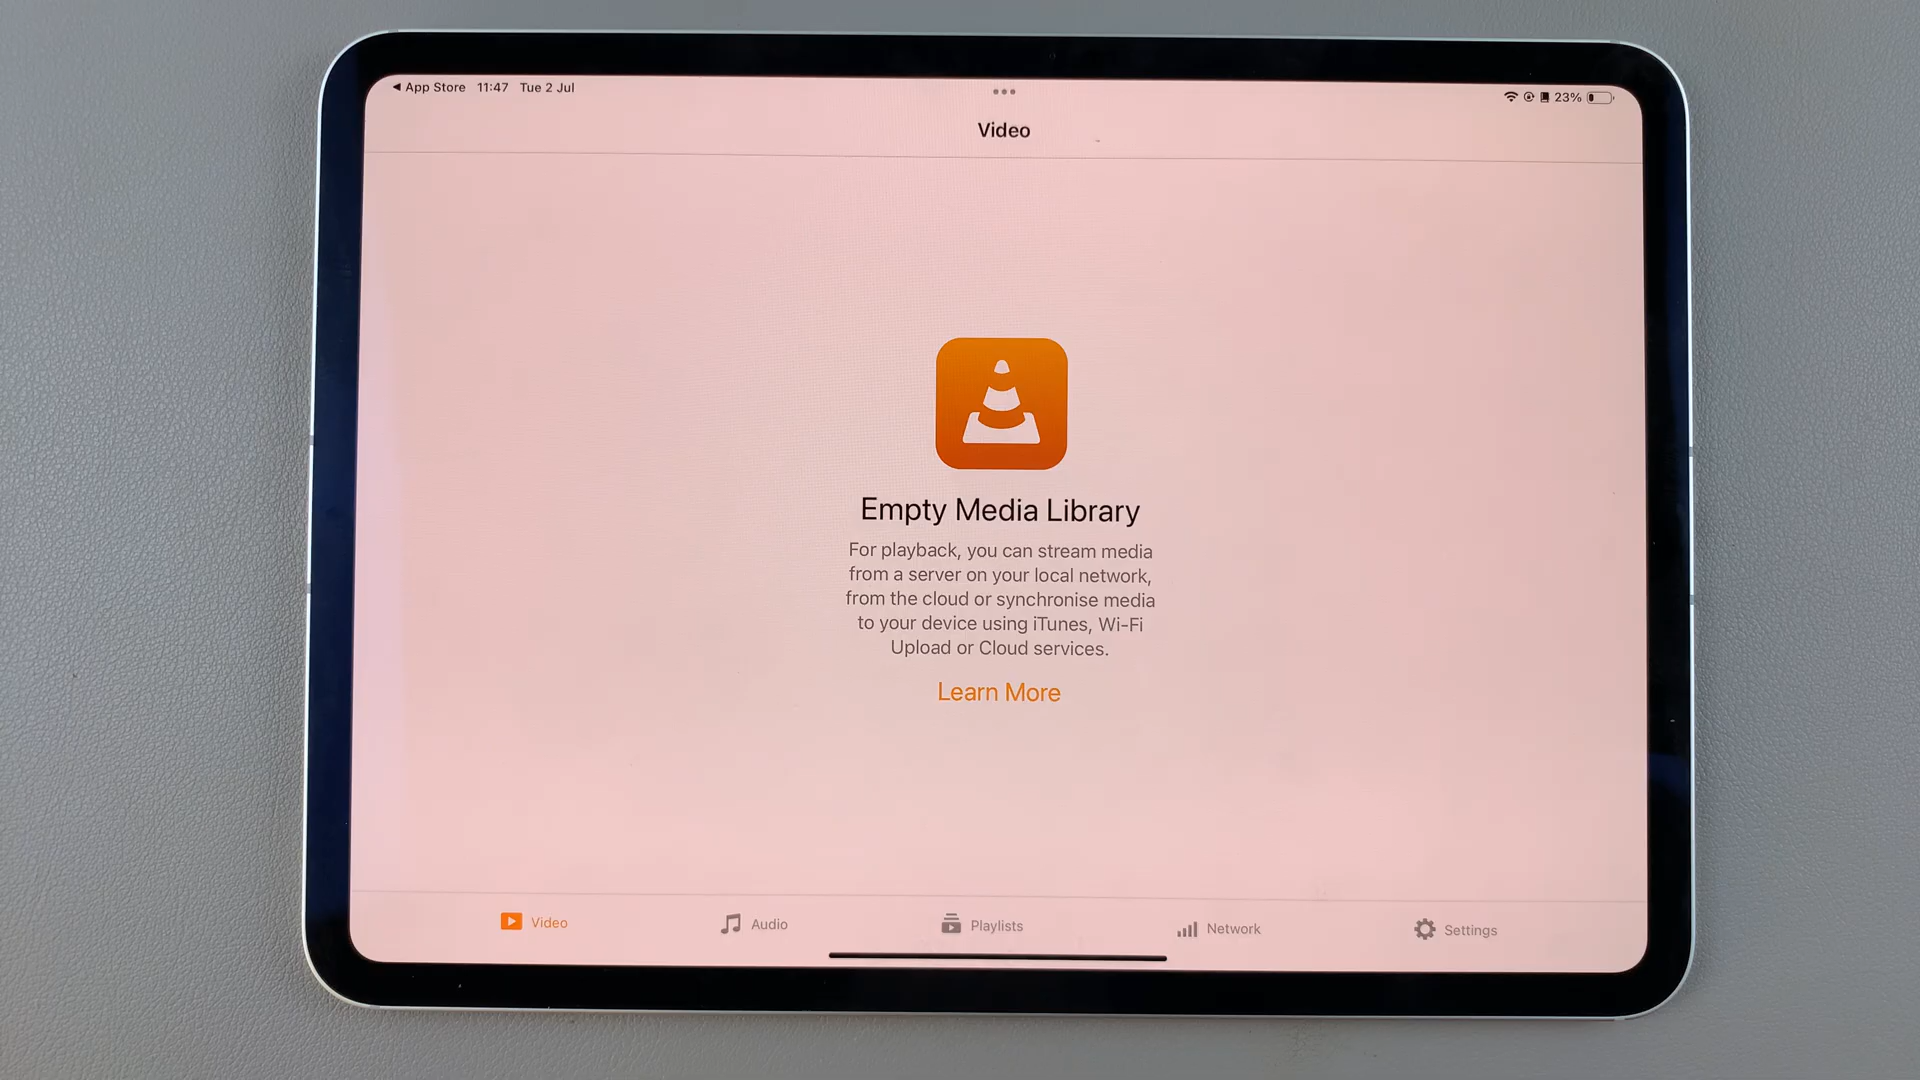 ◀ App Store 11:47 Tue 2 Jul
23%
Video
Empty Media Library
For playback, you can stream media
from a server on your local network,
from the cloud or synchronise media
to your device using iTunes, Wi-Fi
Upload or Cloud services.
Learn More
Video Audio Playlists Network Settings